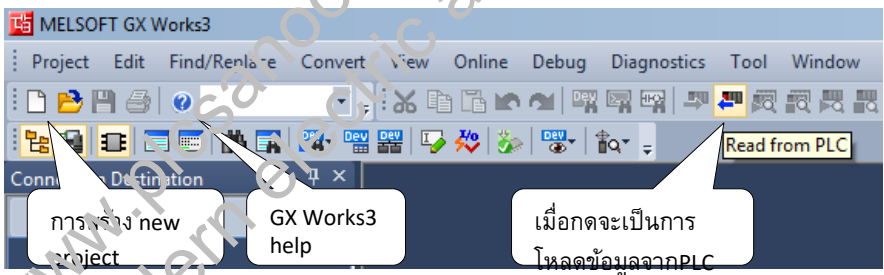 MELSOFT GX Works3
Project Edit Find/Replace Convert View Online Debug Diagnostics Tool Window
Read from PLC
Connection Destination
การสร้าง new
project
GX Works3
help
เมื่อกดจะเป็นการ
โหลดข้อมูลจากPLC